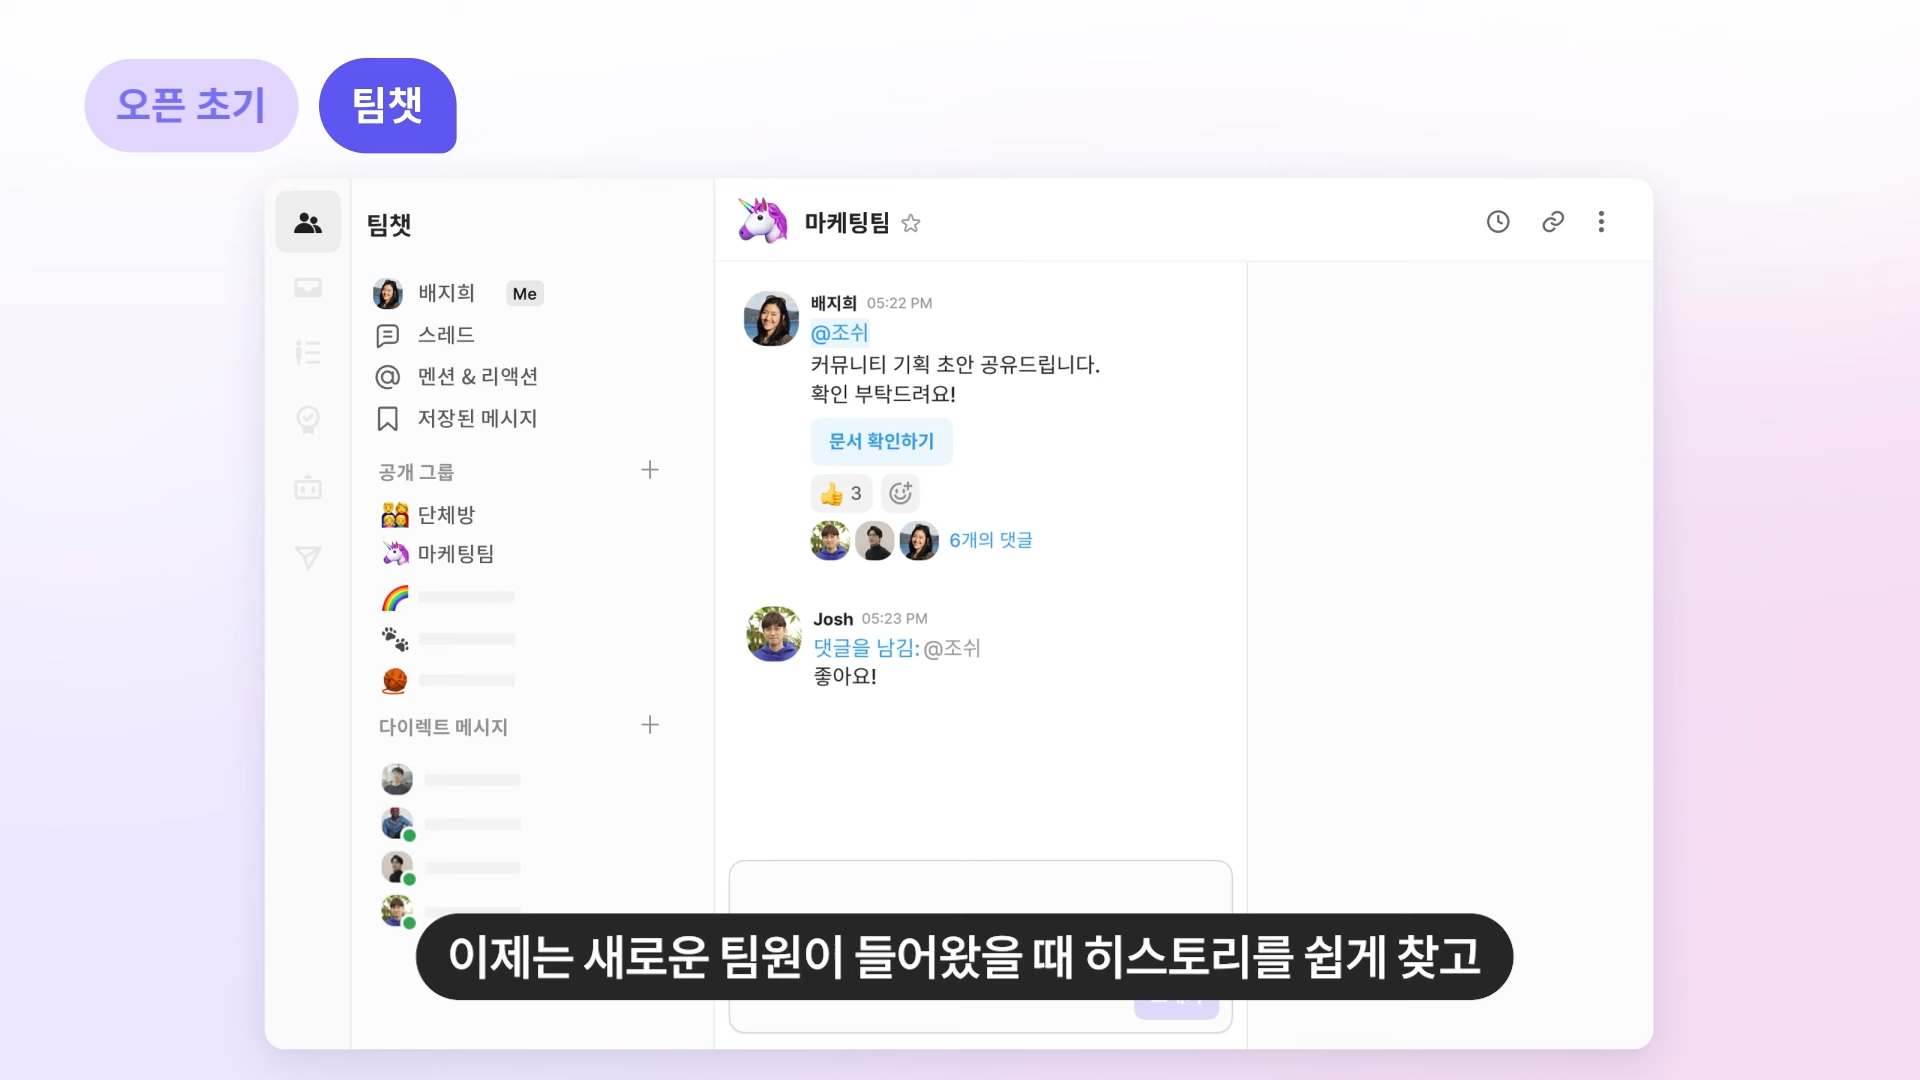 오픈 초기
팀챗
팀챗
배지희 Me
스레드
멘션 & 리액션
저장된 메시지
공개 그룹
단체방
마케팅팀
다이렉트 메시지
마케팅팀
배지희 05:22 PM
@조쉬
커뮤니티 기획 초안 공유드립니다.
확인 부탁드려요!
문서 확인하기
3
6개의 댓글
Josh 05:23 PM
댓글을 남김: @조쉬
좋아요!
이제는 새로운 팀원이 들어왔을 때 히스토리를 쉽게 찾고